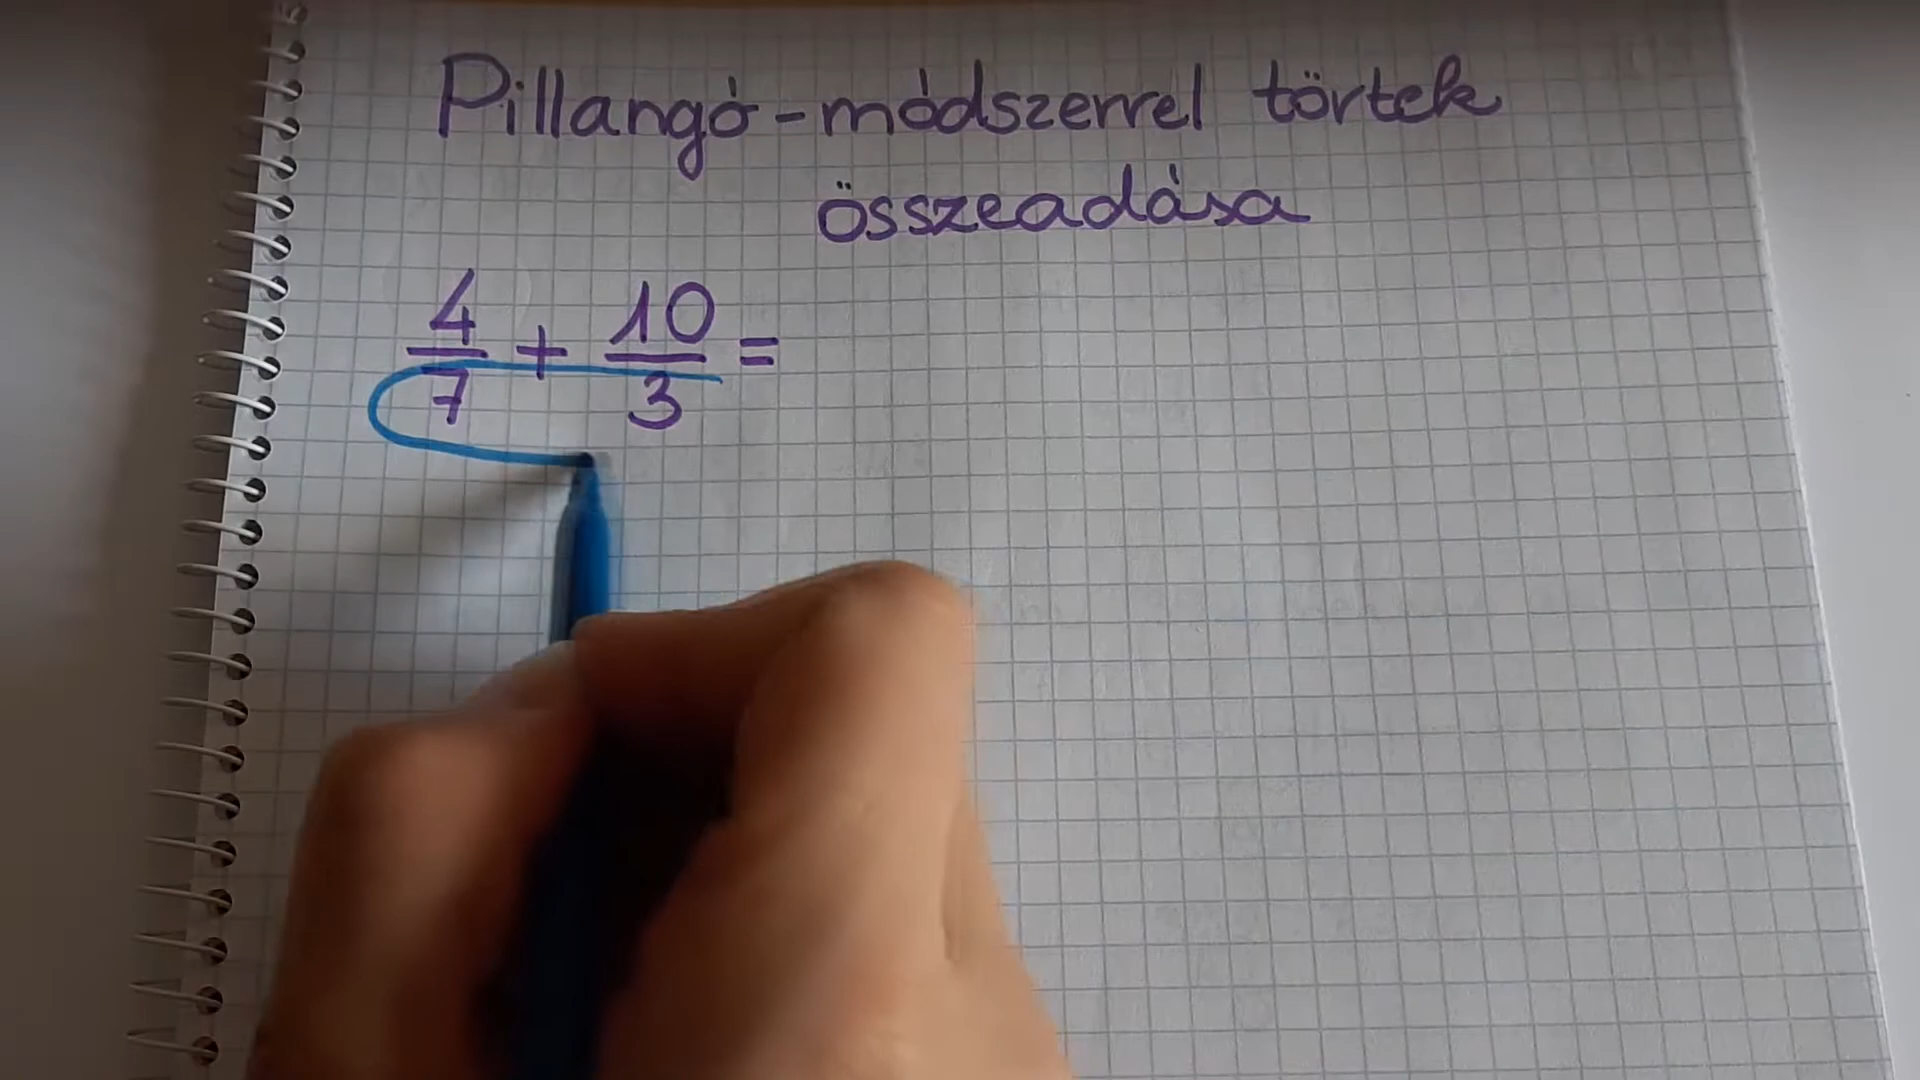 Pillangó-módszerrel törtek
összeadása
4/7 + 10/3 =